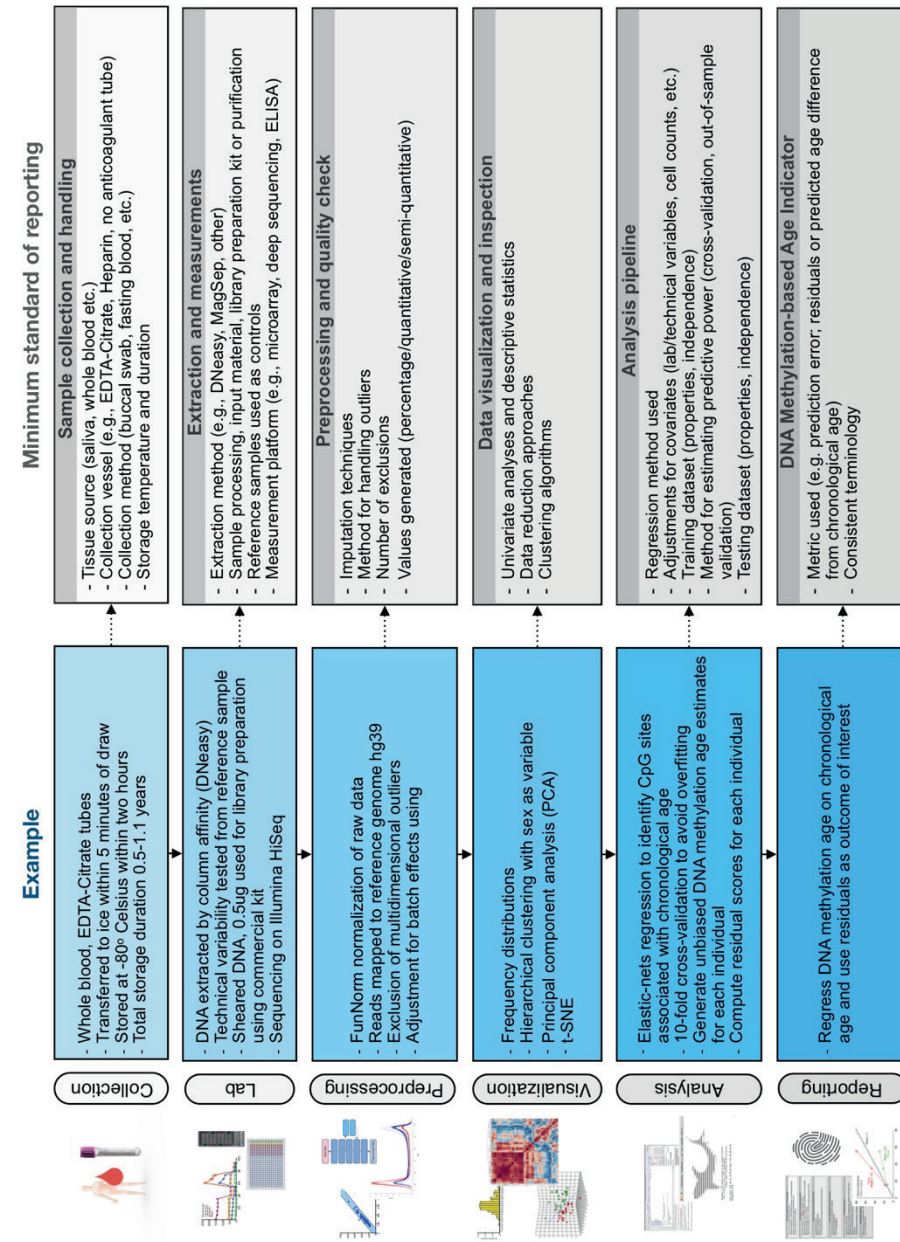 Example
Minimum standard of reporting
Collection
- Whole blood, EDTA-Citrate tubes
- Transferred to ice within 5 minutes of draw
- Stored at -80º Celsius within two hours
- Total storage duration 0.5-1.1 years
Sample collection and handling
- Tissue source (saliva, whole blood etc.)
- Collection vessel (e.g., EDTA-Citrate, Heparin, no anticoagulant tube)
- Collection method (buccal swab, fasting blood, etc.)
- Storage temperature and duration
Lab
- DNA extracted by column affinity (DNeasy)
- Technical variability tested from reference sample
- Sheared DNA, 0.5ug used for library preparation
using commercial kit
- Sequencing on Illumina HiSeq
Extraction and measurements
- Extraction method (e.g., DNeasy, MagSep, other)
- Sample processing, input material, library preparation kit or purification
- Reference samples used as controls
- Measurement platform (e.g., microarray, deep sequencing, ELISA)
Preprocessing
- FunNorm normalization of raw data
- Reads mapped to reference genome hg39
- Exclusion of multidimensional outliers
- Adjustment for batch effects using
Preprocessing and quality check
- Imputation techniques
- Method for handling outliers
- Number of exclusions
- Values generated (percentage/quantitative/semi-quantitative)
Visualization
- Frequency distributions
- Hierarchical clustering with sex as variable
- Principal component analysis (PCA)
- t-SNE
Data visualization and inspection
- Univariate analyses and descriptive statistics
- Data reduction approaches
- Clustering algorithms
Analysis
- Elastic-nets regression to identify CpG sites
associated with chronological age
- 10-fold cross-validation to avoid overfitting
- Generate unbiased DNA methylation age estimates
for each individual
- Compute residual scores for each individual
Analysis pipeline
- Regression method used
- Adjustments for covariates (lab/technical variables, cell counts, etc.)
- Training dataset (properties, independence)
- Method for estimating predictive power (cross-validation, out-of-sample
validation)
- Testing dataset (properties, independence)
Reporting
- Regress DNA methylation age on chronological
age and use residuals as outcome of interest
DNA Methylation-based Age Indicator
- Metric used (e.g. prediction error; residuals or predicted age difference
from chronological age)
- Consistent terminology